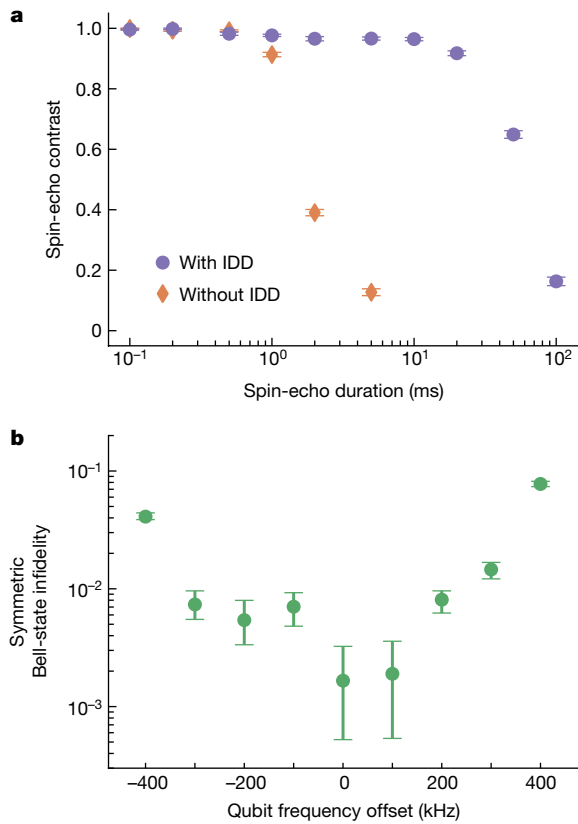 a
1.0
0.8
0.6
0.4
0.2
0
Spin-echo contrast
With IDD
Without IDD
10⁻¹ 10⁰ 10¹ 10²
Spin-echo duration (ms)
b
10⁻¹
10⁻²
10⁻³
Symmetric
Bell-state infidelity
−400 −200 0 200 400
Qubit frequency offset (kHz)